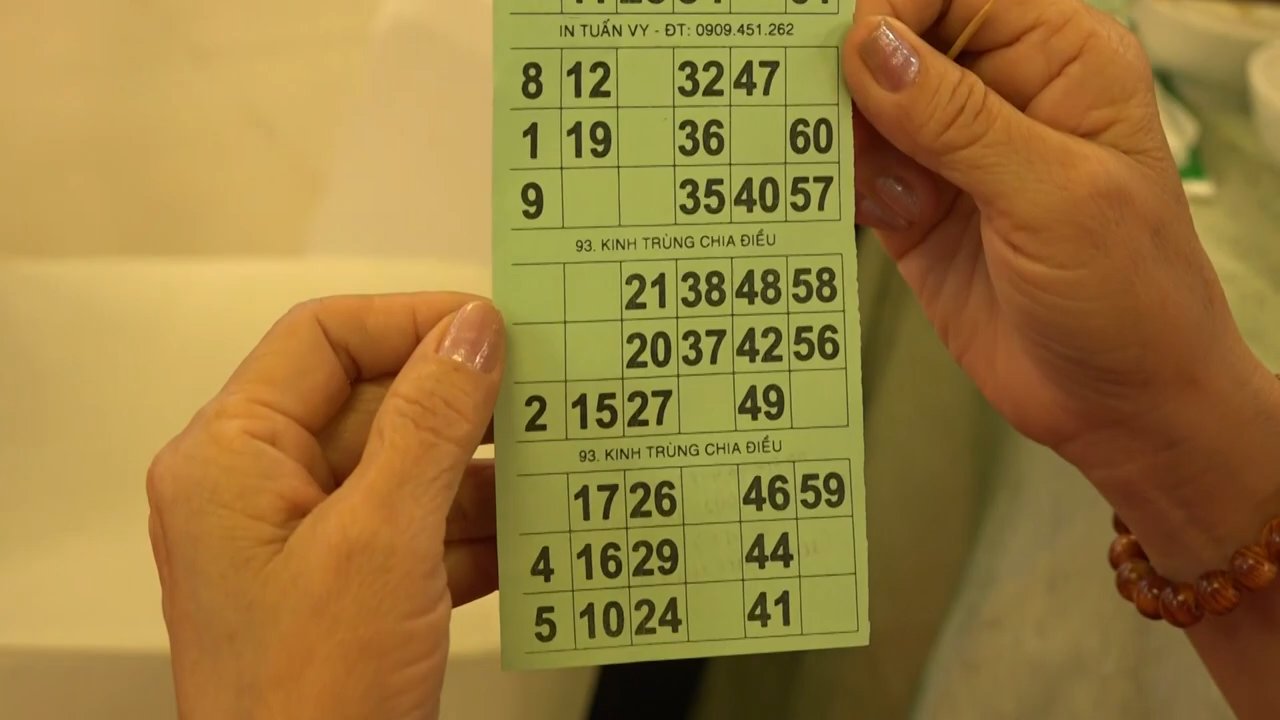 IN TUẤN VY - ĐT: 0909.451.262
8 12 32 47
1 19 36 60
9 35 40 57
93. KINH TRÙNG CHIA ĐIỀU
21 38 48 58
20 37 42 56
2 15 27 49
93. KINH TRÙNG CHIA ĐIỀU
17 26 46 59
4 16 29 44
5 10 24 41